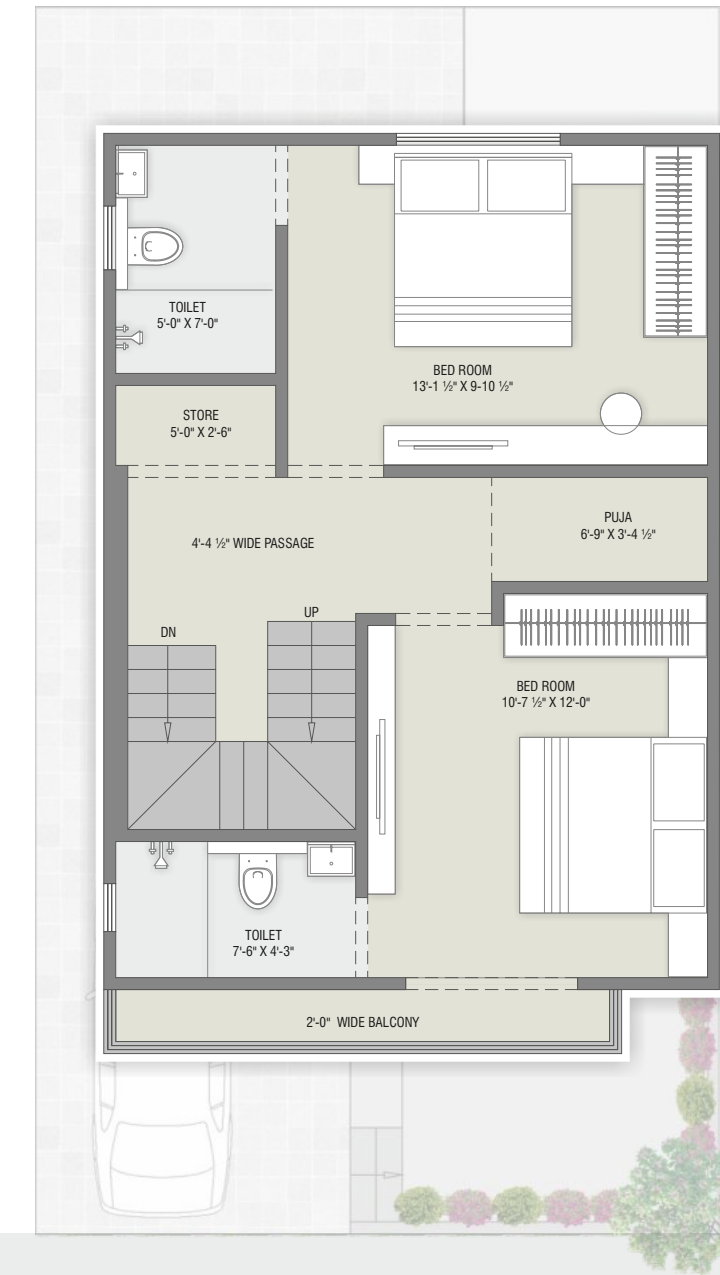 TOILET
5'-0" X 7'-0"
BED ROOM
13'-1 ½" X 9-10 ½"
STORE
5'-0" X 2'-6"
PUJA
6'-9" X 3'-4 ½"
4'-4 ½" WIDE PASSAGE
UP
DN
BED ROOM
10'-7 ½" X 12'-0"
TOILET
7'-6" X 4'-3"
2'-0" WIDE BALCONY